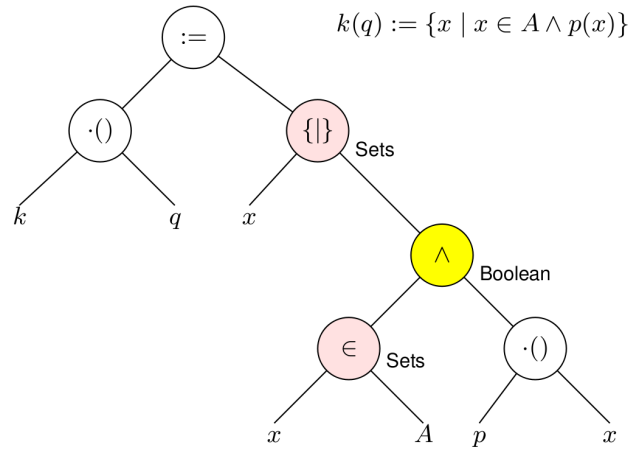 k(q) := {x | x ∈ A ∧ p(x)}
:=
·() {|} Sets
k q x
∧ Boolean
∈ Sets ·()
x A p x